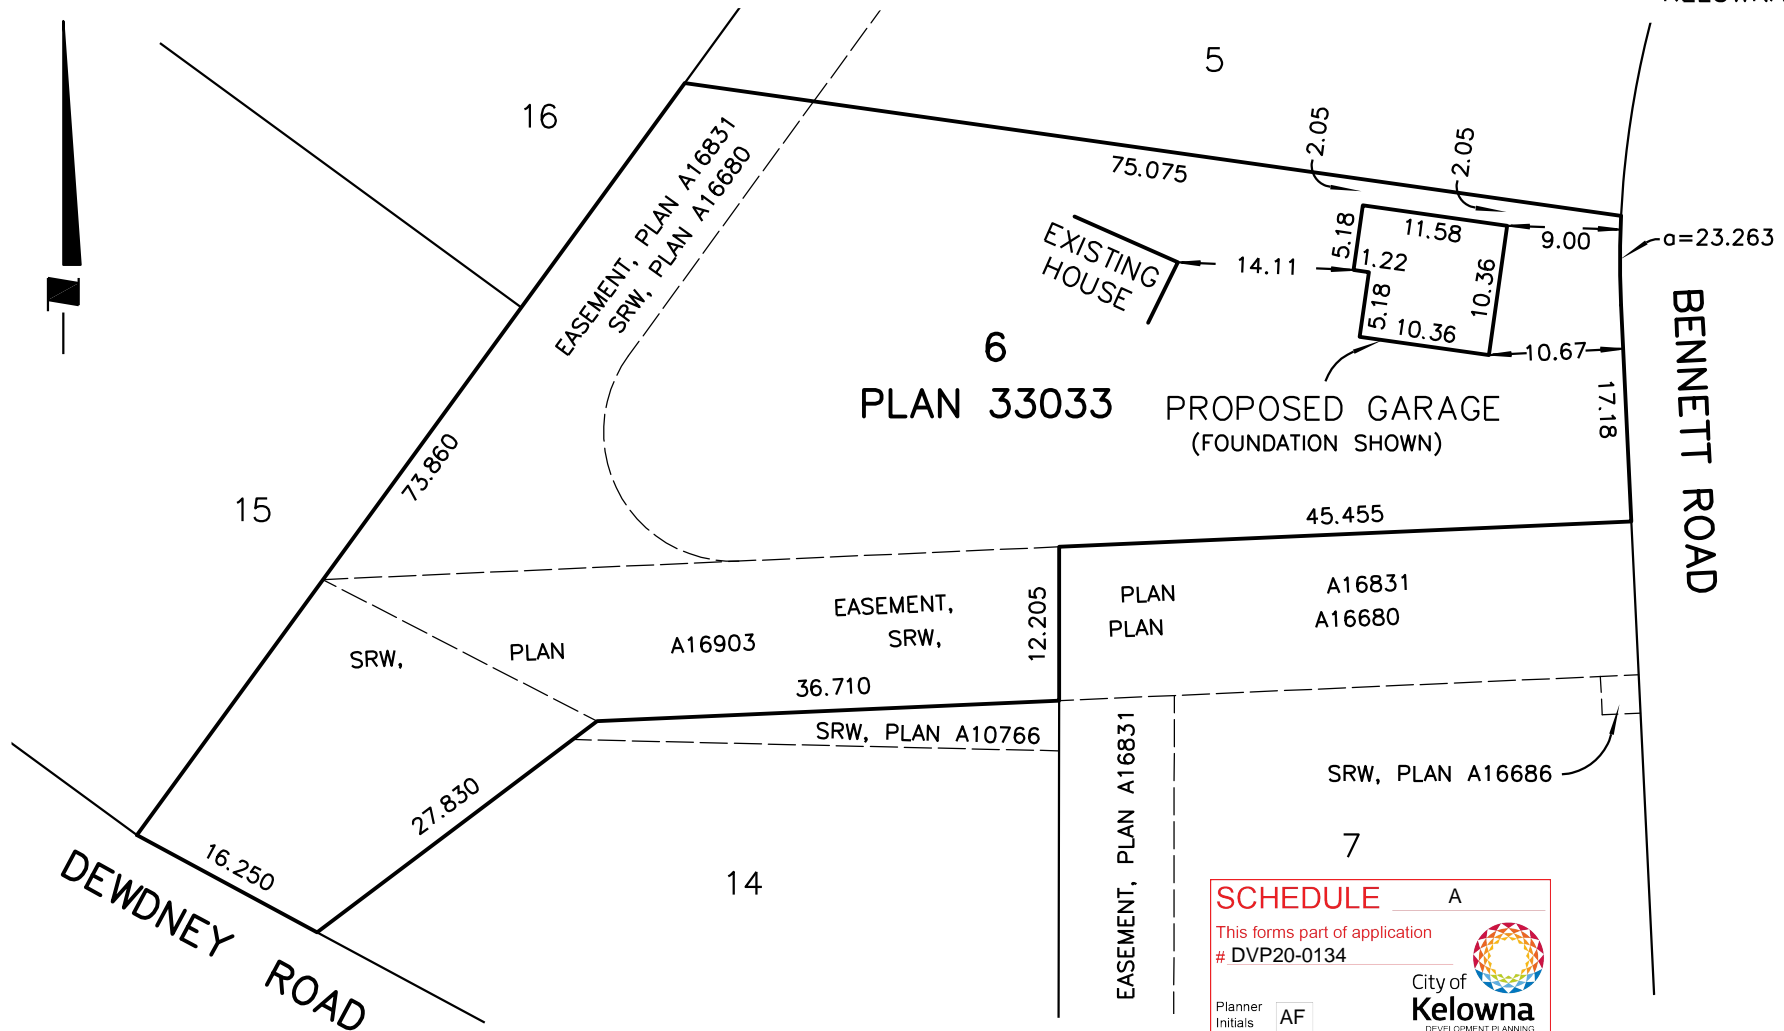 5
16
EASEMENT, PLAN A16831
SRW, PLAN A16680
75.075
2.05
2.05
11.58
5.18
1.22
5.18
10.36
10.36
9.00
a=23.263
EXISTING
HOUSE
14.11
10.67
6
PLAN 33033
PROPOSED GARAGE
(FOUNDATION SHOWN)
17.18
BENNETT ROAD
73.860
15
45.455
EASEMENT, PLAN A16831
SRW, PLAN A16680
12.205
SRW, PLAN A16903
36.710
SRW, PLAN A10766
EASEMENT, PLAN A16831
SRW, PLAN A16686
27.830
16.250
DEWDNEY ROAD
14
7
SCHEDULE A
This forms part of application
# DVP20-0134
City of
Kelowna
DEVELOPMENT PLANNING
Planner
Initials AF